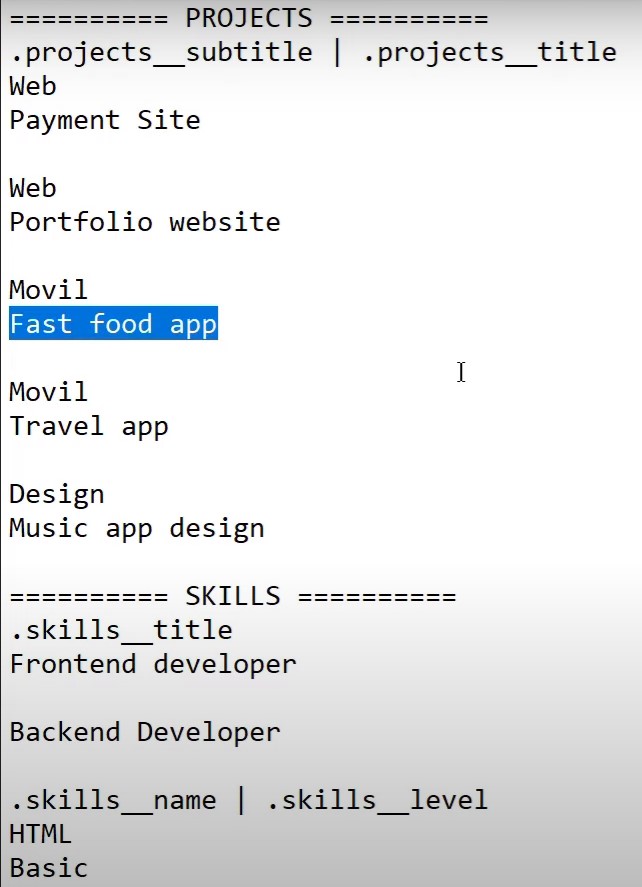 ========== PROJECTS ==========
.projects__subtitle | .projects__title
Web
Payment Site
Web
Portfolio website
Movil
Fast food app
Movil
Travel app
Design
Music app design
========== SKILLS ==========
.skills__title
Frontend developer
Backend Developer
.skills__name | .skills__level
HTML
Basic